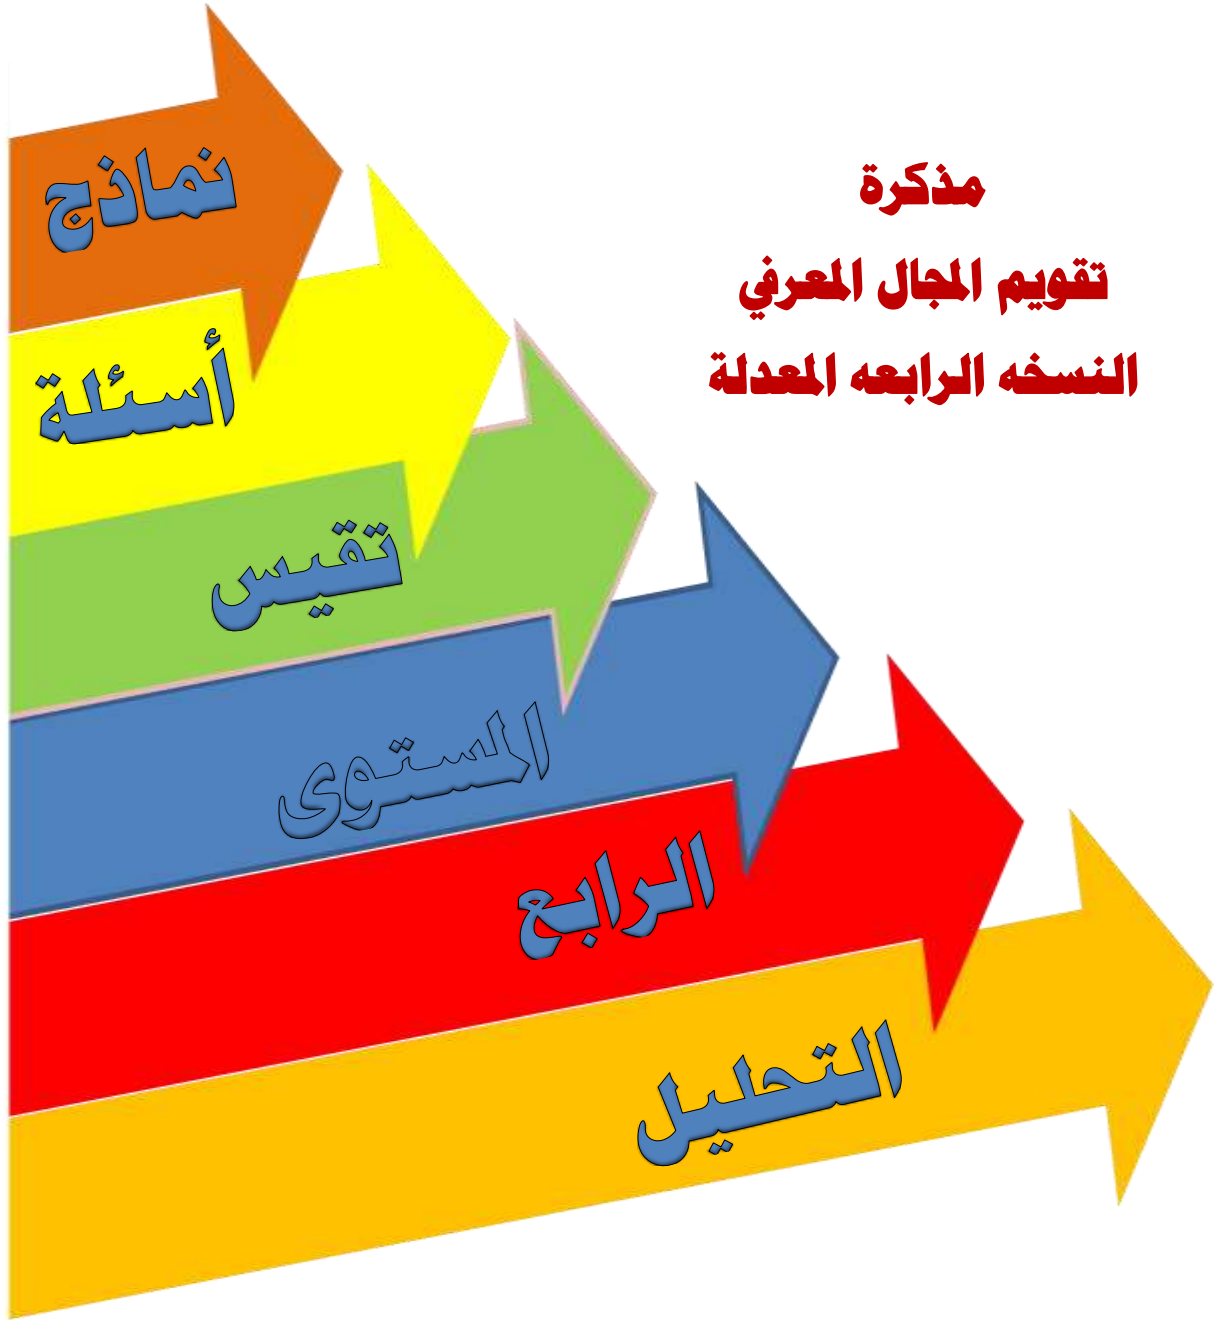 مذكرة
تقويم المجال المعرفي
النسخه الرابعه المعدلة
نماذج
أسئلة
تقيس
المستوى
الرابع
التحليل